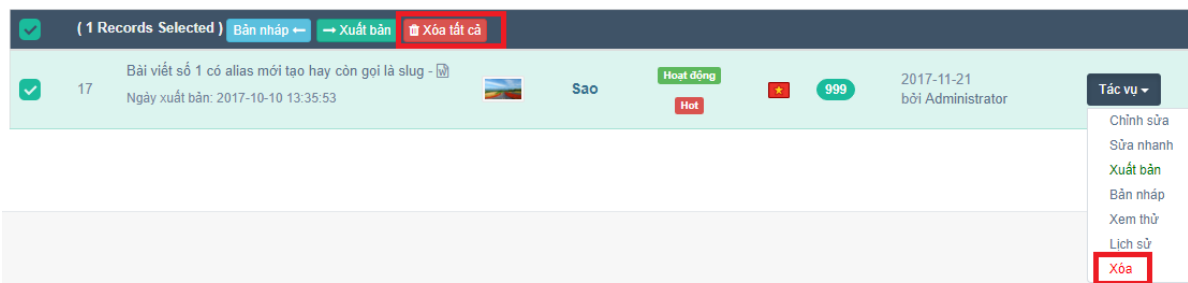 ( 1 Records Selected ) Bản nháp ← → Xuất bản Xóa tất cả
17 Bài viết số 1 có alias mới tạo hay còn gọi là slug -
Ngày xuất bản: 2017-10-10 13:35:53
Sao
Hoạt động
Hot
999
2017-11-21
bởi Administrator
Tác vụ
Chỉnh sửa
Sửa nhanh
Xuất bản
Bản nháp
Xem thử
Lịch sử
Xóa